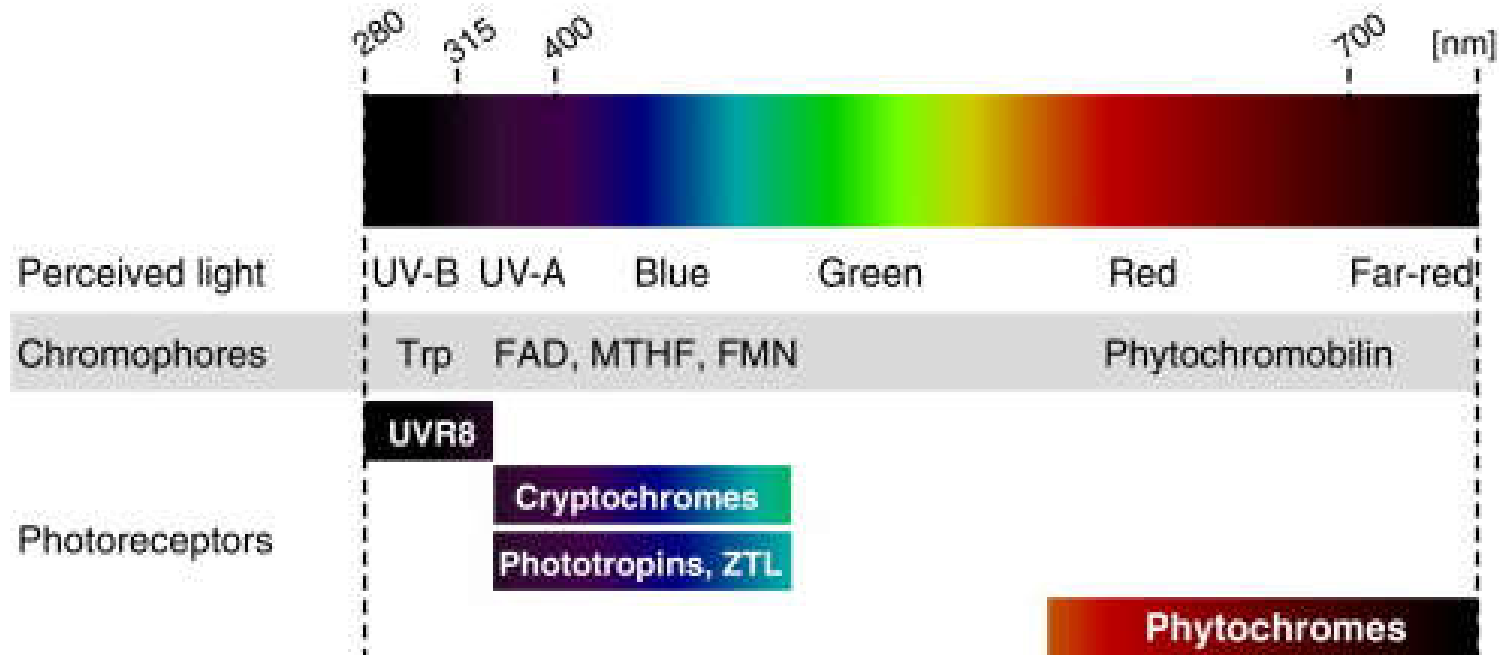 280 315 400 700 [nm]
Perceived light UV-B UV-A Blue Green Red Far-red
Chromophores Trp FAD, MTHF, FMN Phytochromobilin
UVR8
Cryptochromes
Photoreceptors
Phototropins, ZTL
Phytochromes